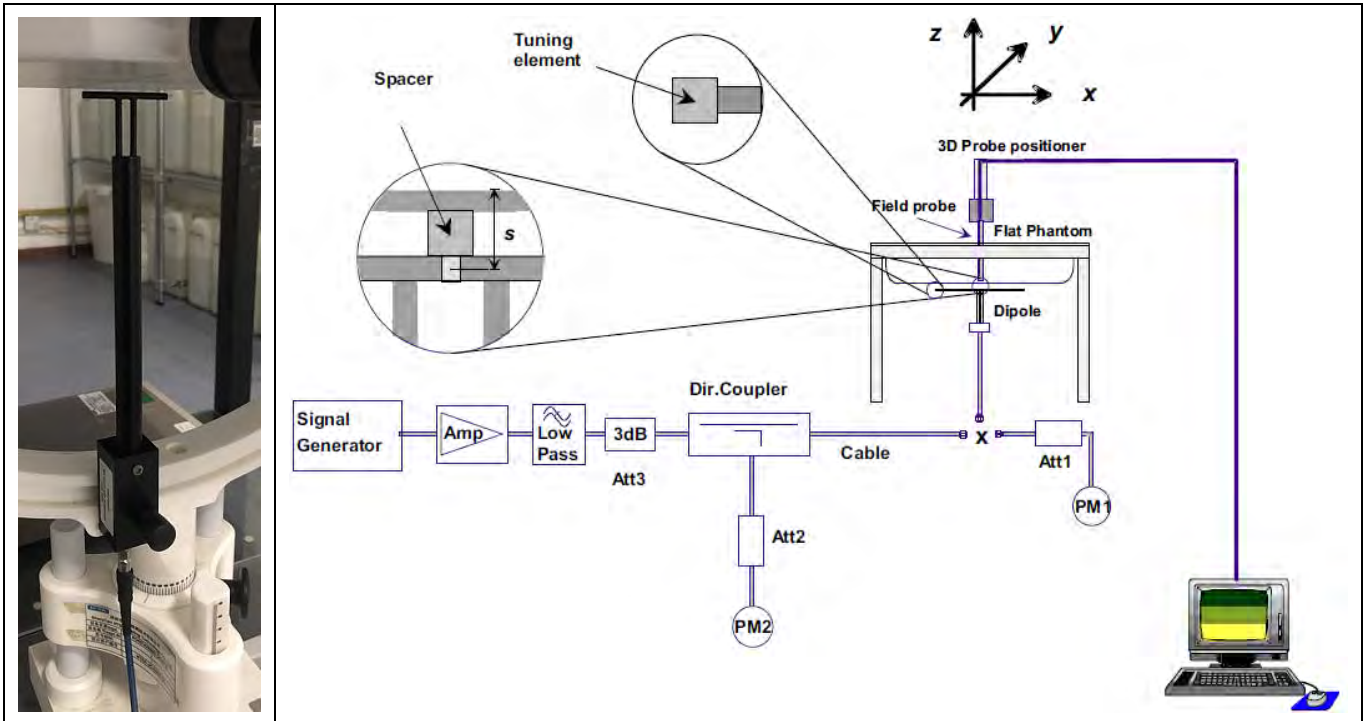 Tuning
element
Spacer
s
z
y
x
3D Probe positioner
Field probe
Flat Phantom
Dipole
Dir.Coupler
Signal
Generator
Amp
Low
Pass
3dB
Att3
Cable
x
Att1
PM1
Att2
PM2